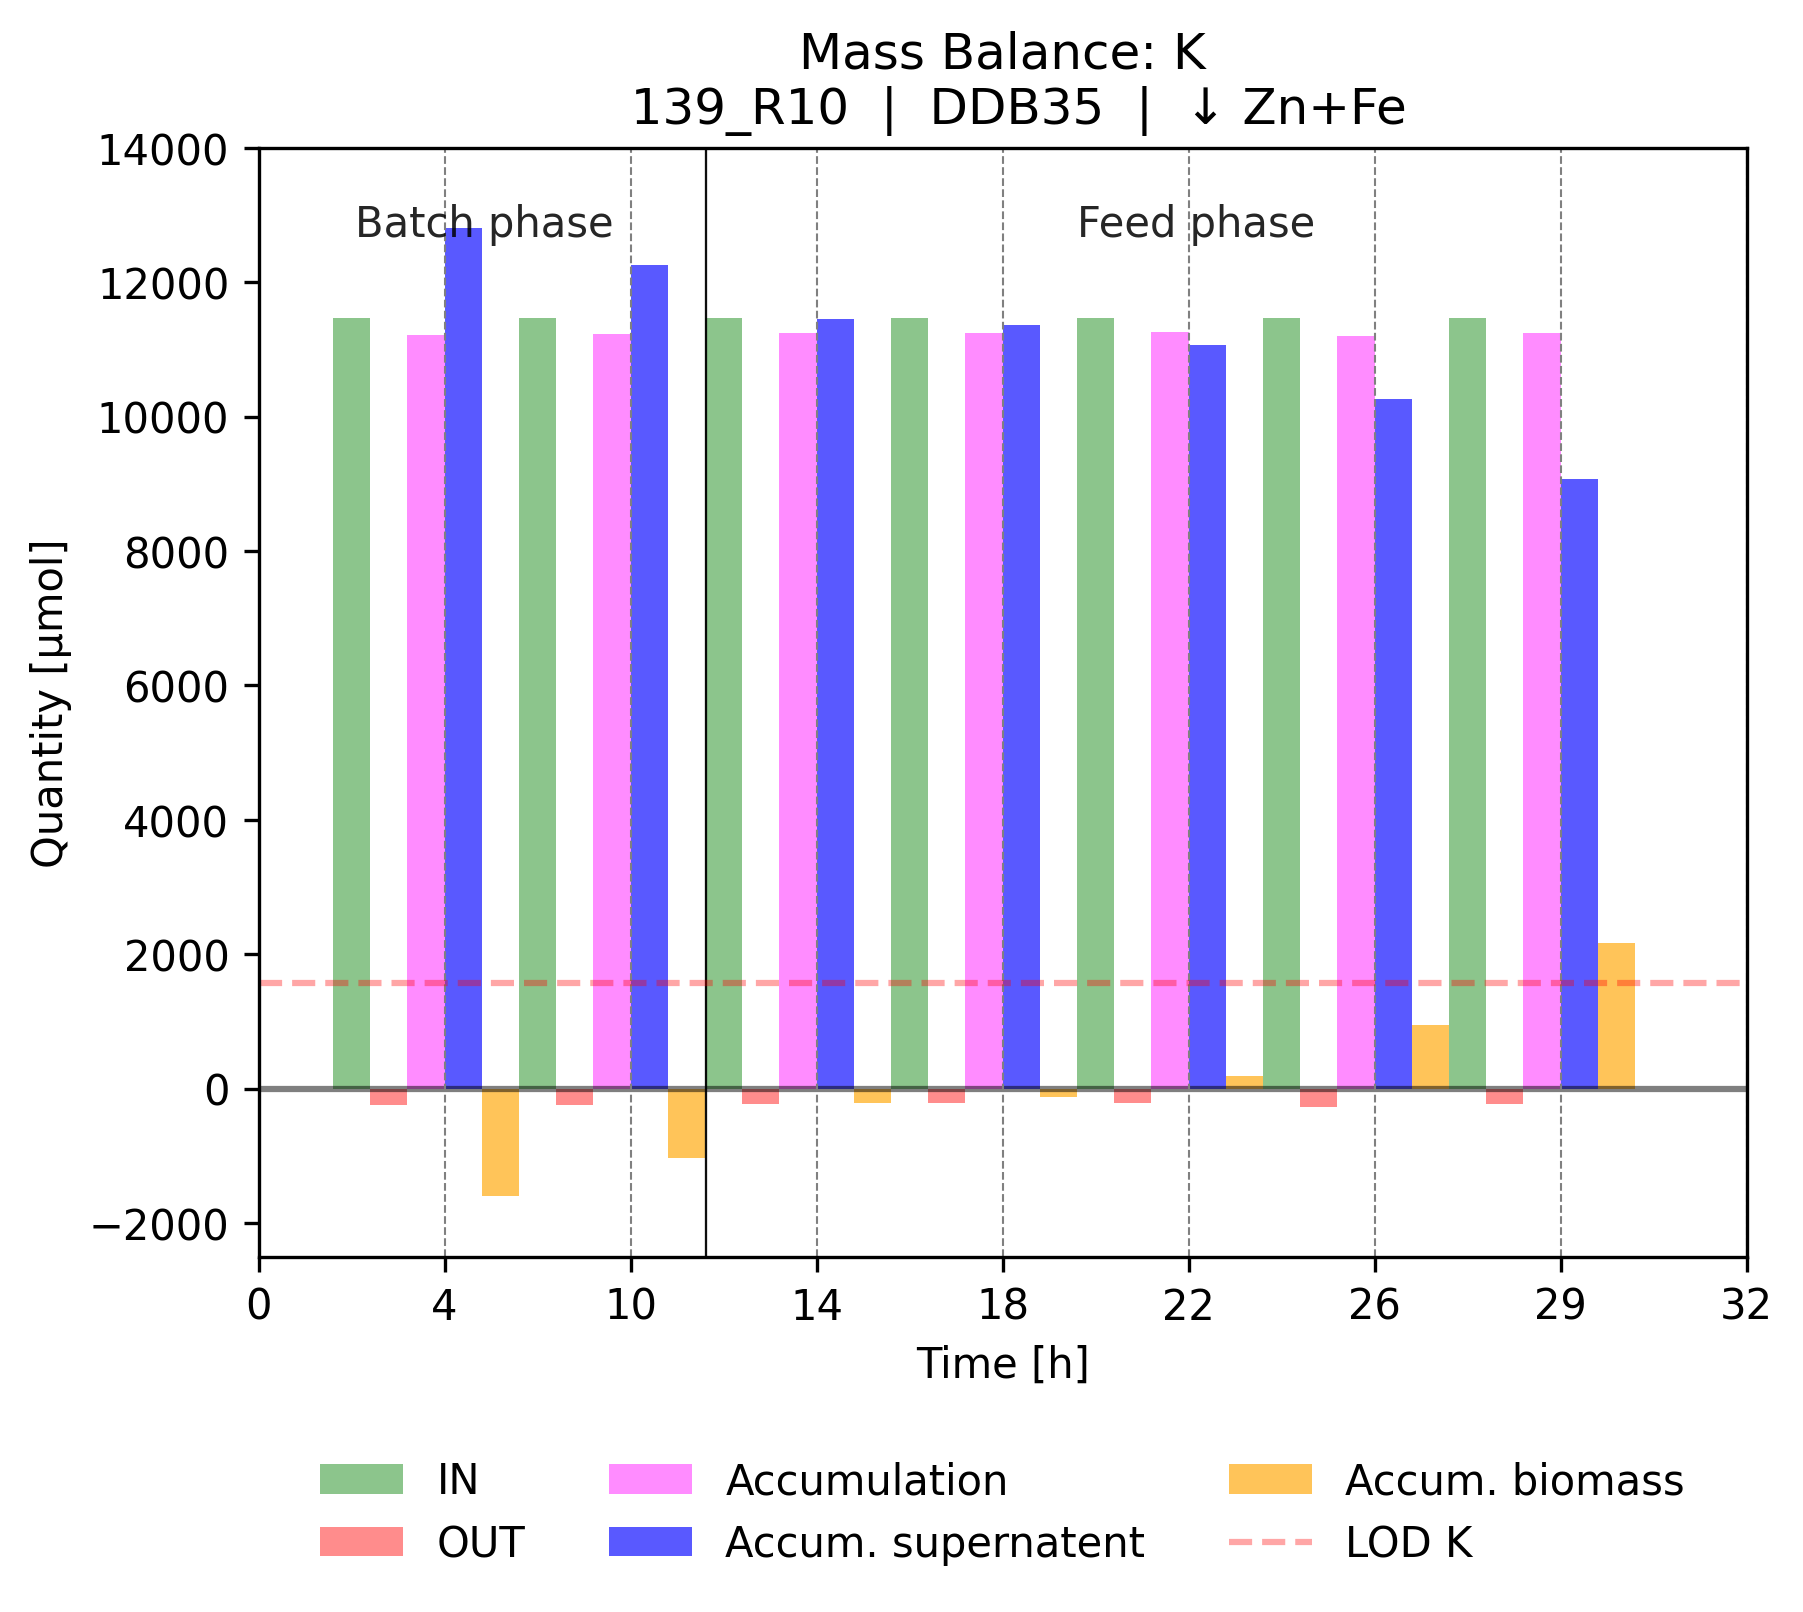 Mass Balance: K
139_R10 | DDB35 | ↓ Zn+Fe
14000
12000
10000
8000
6000
4000
2000
0
−2000
Quantity [µmol]
Batch phase
Feed phase
0 4 10 14 18 22 26 29 32
Time [h]
IN
OUT
Accumulation
Accum. supernatent
Accum. biomass
LOD K